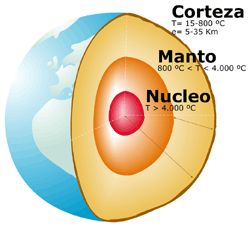 Corteza
T= 15-800 ºC
e= 5-35 Km
Manto
800 ºC < T < 4.000 ºC
Nucleo
T > 4.000 ºC